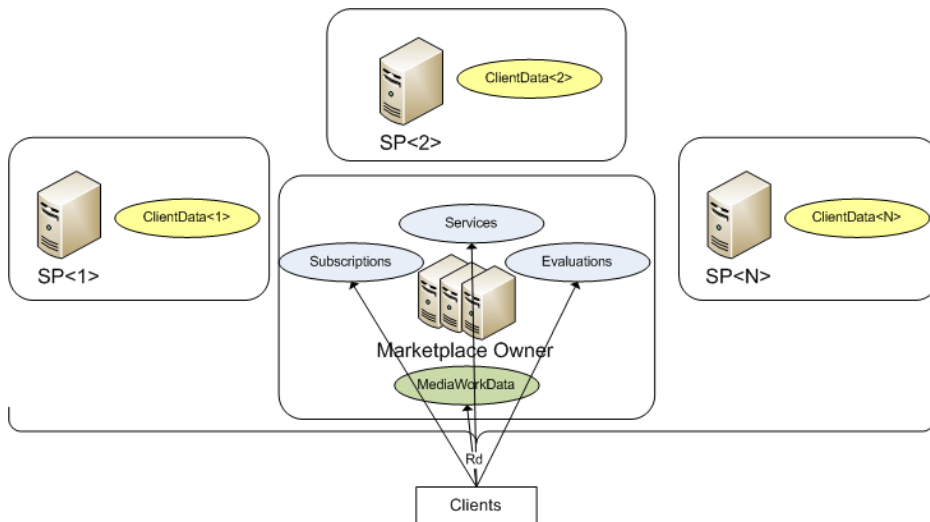 ClientData<2>
SP<2>
ClientData<1>
SP<1>
ClientData<N>
SP<N>
Services
Subscriptions
Evaluations
Marketplace Owner
MediaWorkData
Rd
Clients